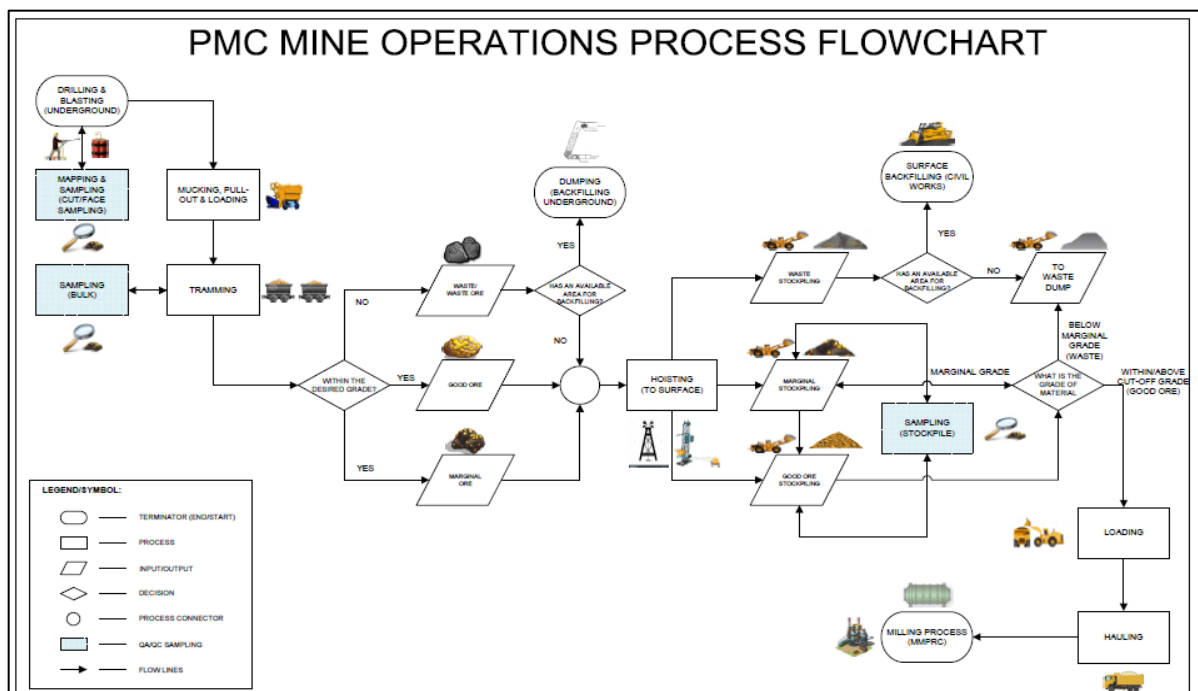 PMC MINE OPERATIONS PROCESS FLOWCHART
DRILLING &
BLASTING
(UNDERGROUND)
MAPPING &
SAMPLING
(CUT/FACE
SAMPLING)
MUCKING, PULL-
OUT & LOADING
SAMPLING
(BULK)
TRAMMING
WITHIN THE
DESIRED GRADE?
NO
YES
YES
WASTE/
WASTE ORE
GOOD ORE
MARGINAL
ORE
DUMPING
(BACKFILLING
UNDERGROUND)
YES
HAS AN AVAILABLE
AREA FOR
BACKFILLING?
NO
HOISTING
(TO SURFACE)
SURFACE
BACKFILLING (CIVIL
WORKS)
YES
WASTE
STOCKPILING
HAS AN AVAILABLE
AREA FOR
BACKFILLING?
NO
TO
WASTE
DUMP
BELOW
MARGINAL
GRADE
(WASTE)
MARGINAL
STOCKPILING
MARGINAL GRADE
WHAT IS THE
GRADE OF
MATERIAL
WITHIN/ABOVE
CUT-OFF GRADE
(GOOD ORE)
SAMPLING
(STOCKPILE)
GOOD ORE
STOCKPILING
LOADING
HAULING
MILLING PROCESS
(MMPRC)
LEGEND/SYMBOL:
TERMINATOR (END/START)
PROCESS
INPUT/OUTPUT
DECISION
PROCESS CONNECTOR
QA/QC SAMPLING
FLOW LINES